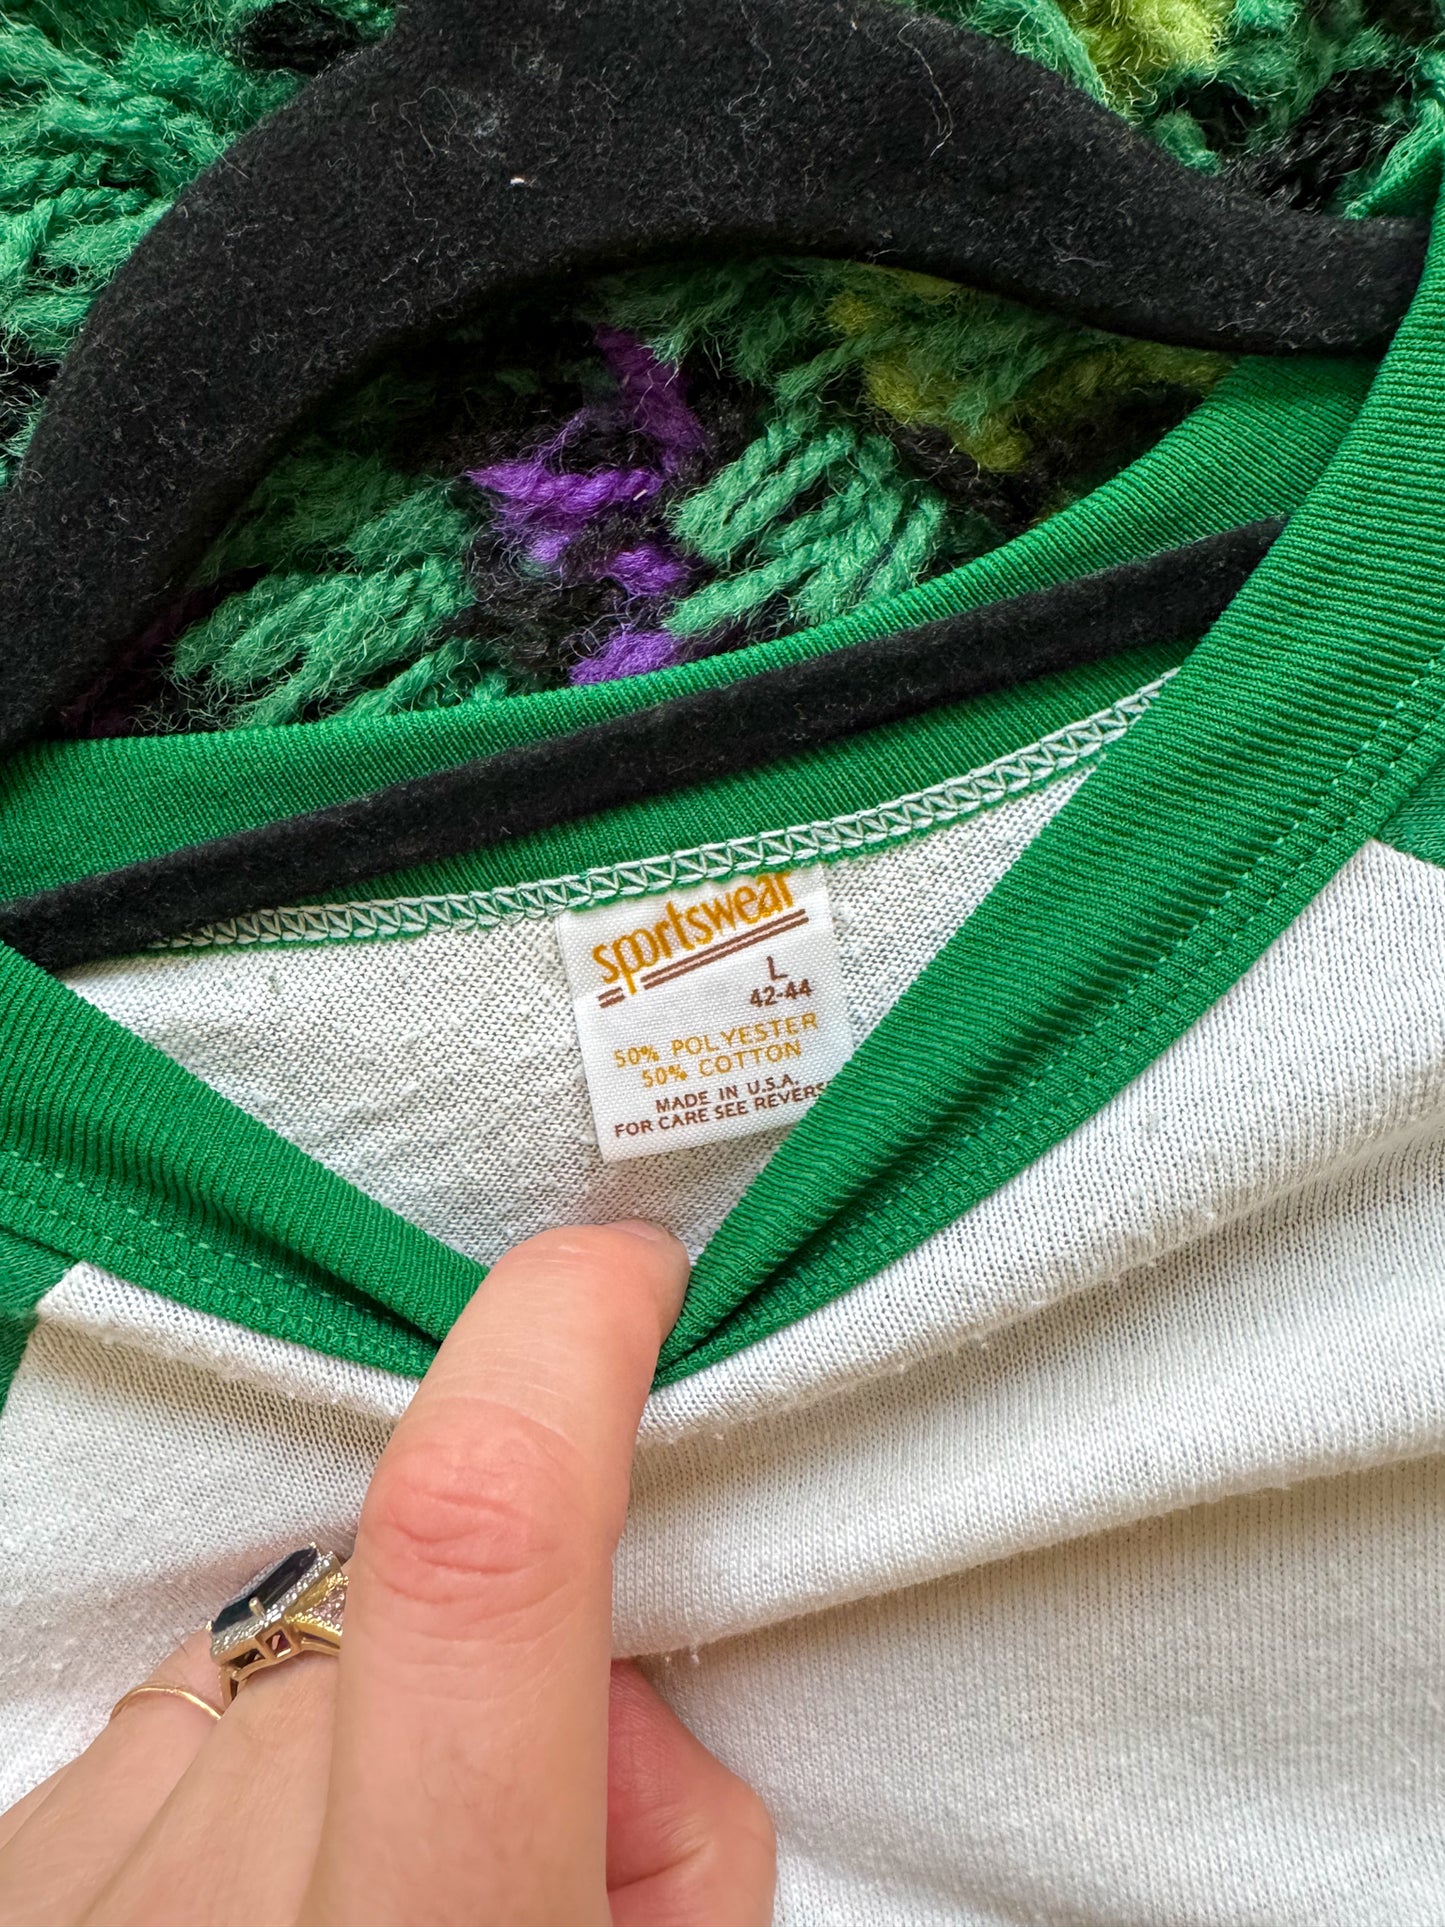 sportswear
L
42-44
50% POLYESTER
50% COTTON
MADE IN U.S.A.
FOR CARE SEE REVERS